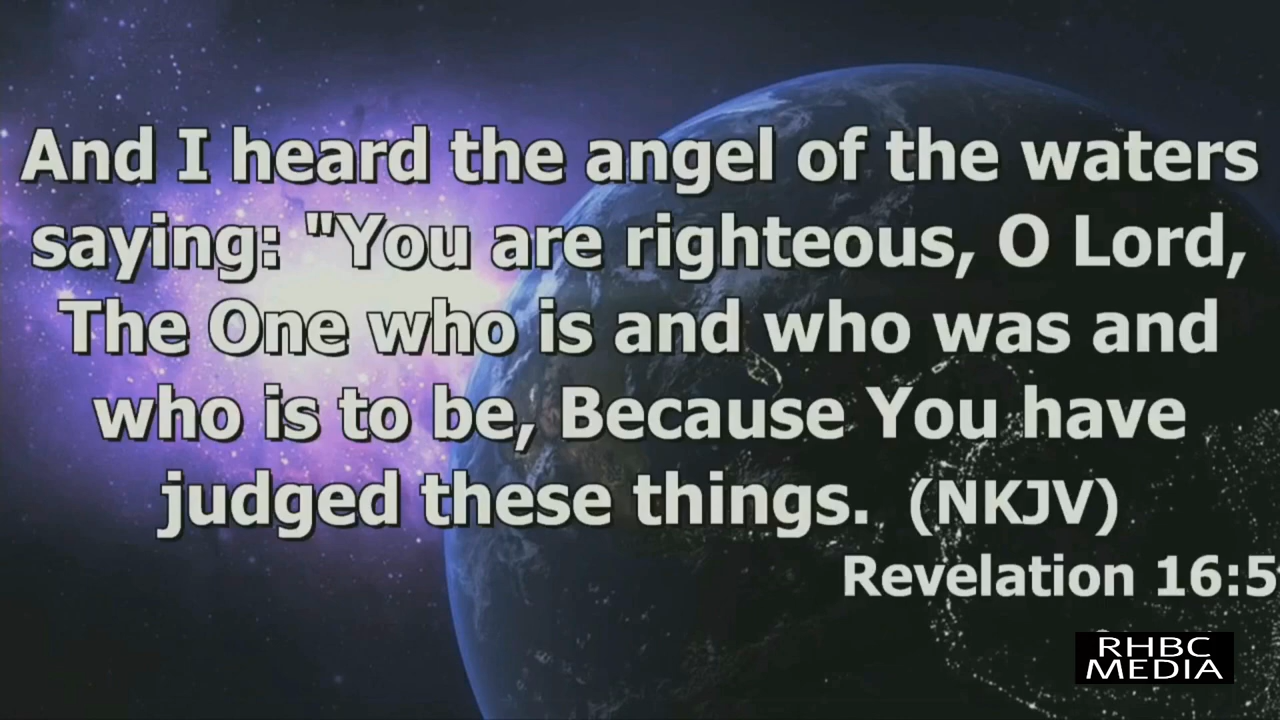 And I heard the angel of the waters
saying: "You are righteous, O Lord,
The One who is and who was and
who is to be, Because You have
judged these things.  (NKJV)
Revelation 16:5
RHBC
MEDIA